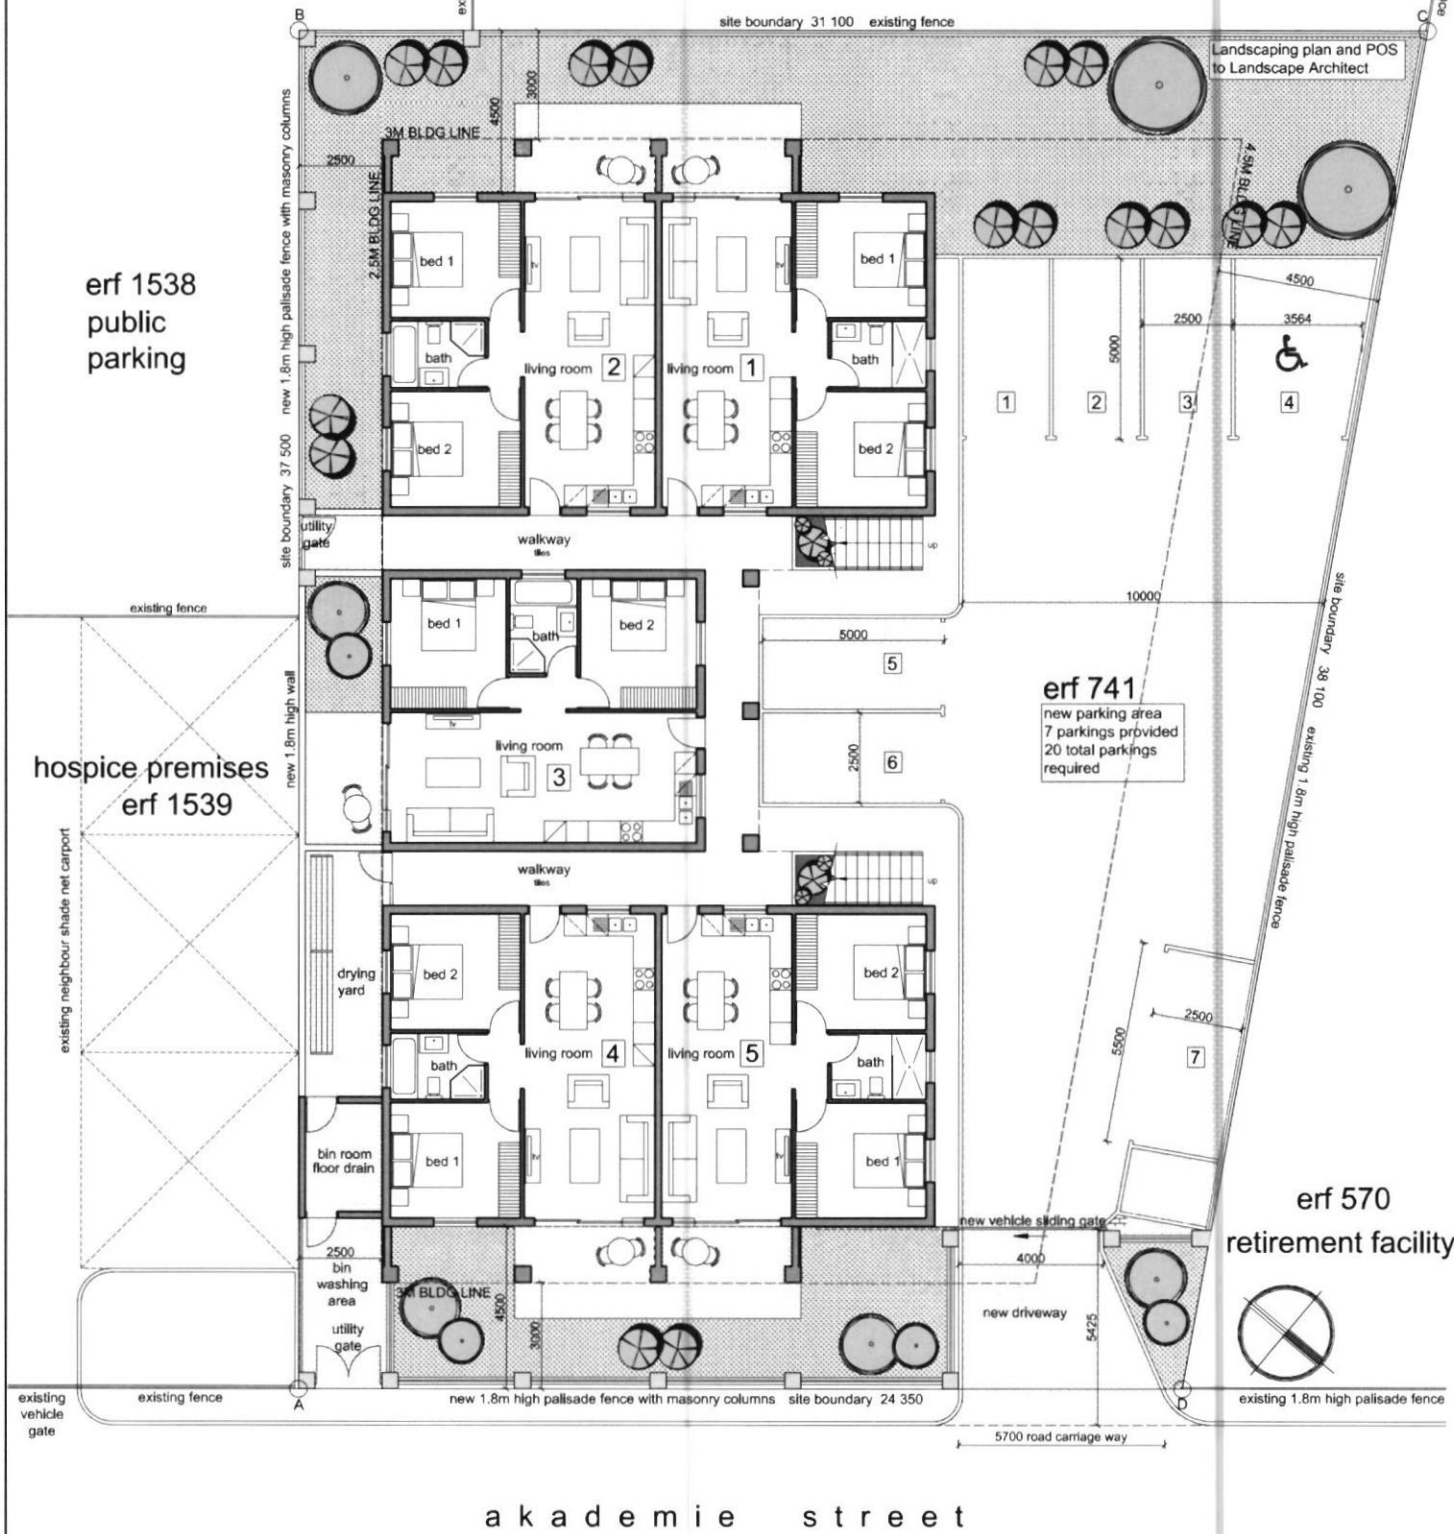 B
ex
site boundary 31 100 existing fence
C
Landscaping plan and POS
to Landscape Architect
4500
3000
3M BLDG LINE
2500
2.5M BLDG LINE
4.5M BLDG LINE
new 1.8m high palisade fence with masonry columns
site boundary 37 500
erf 1538
public
parking
bed 1
tv
tv
bed 1
4500
2500
3564
5000
bath
living room 2
living room 1
bath
1
2
3
4
bed 2
bed 2
utility
gate
walkway
tiles
up
existing fence
10000
site boundary 38 100 existing 1.8m high palisade fence
bed 1
bath
bed 2
5000
5
erf 741
new parking area
7 parkings provided
20 total parkings
required
new 1.8m high wall
tv
living room
3
2500
6
hospice premises
erf 1539
existing neighbour shade net carport
walkway
tiles
up
drying
yard
bed 2
bed 2
2500
5500
7
bath
living room 4
living room 5
bath
bin room
floor drain
bed 1
tv
tv
bed 1
erf 570
retirement facility
new vehicle sliding gate
4000
2500
bin
washing
area
3M BLDG LINE
4500
3000
new driveway
5425
utility
gate
existing
vehicle
gate
existing fence
A
new 1.8m high palisade fence with masonry columns site boundary 24 350
D
existing 1.8m high palisade fence
5700 road carriage way
akademie street